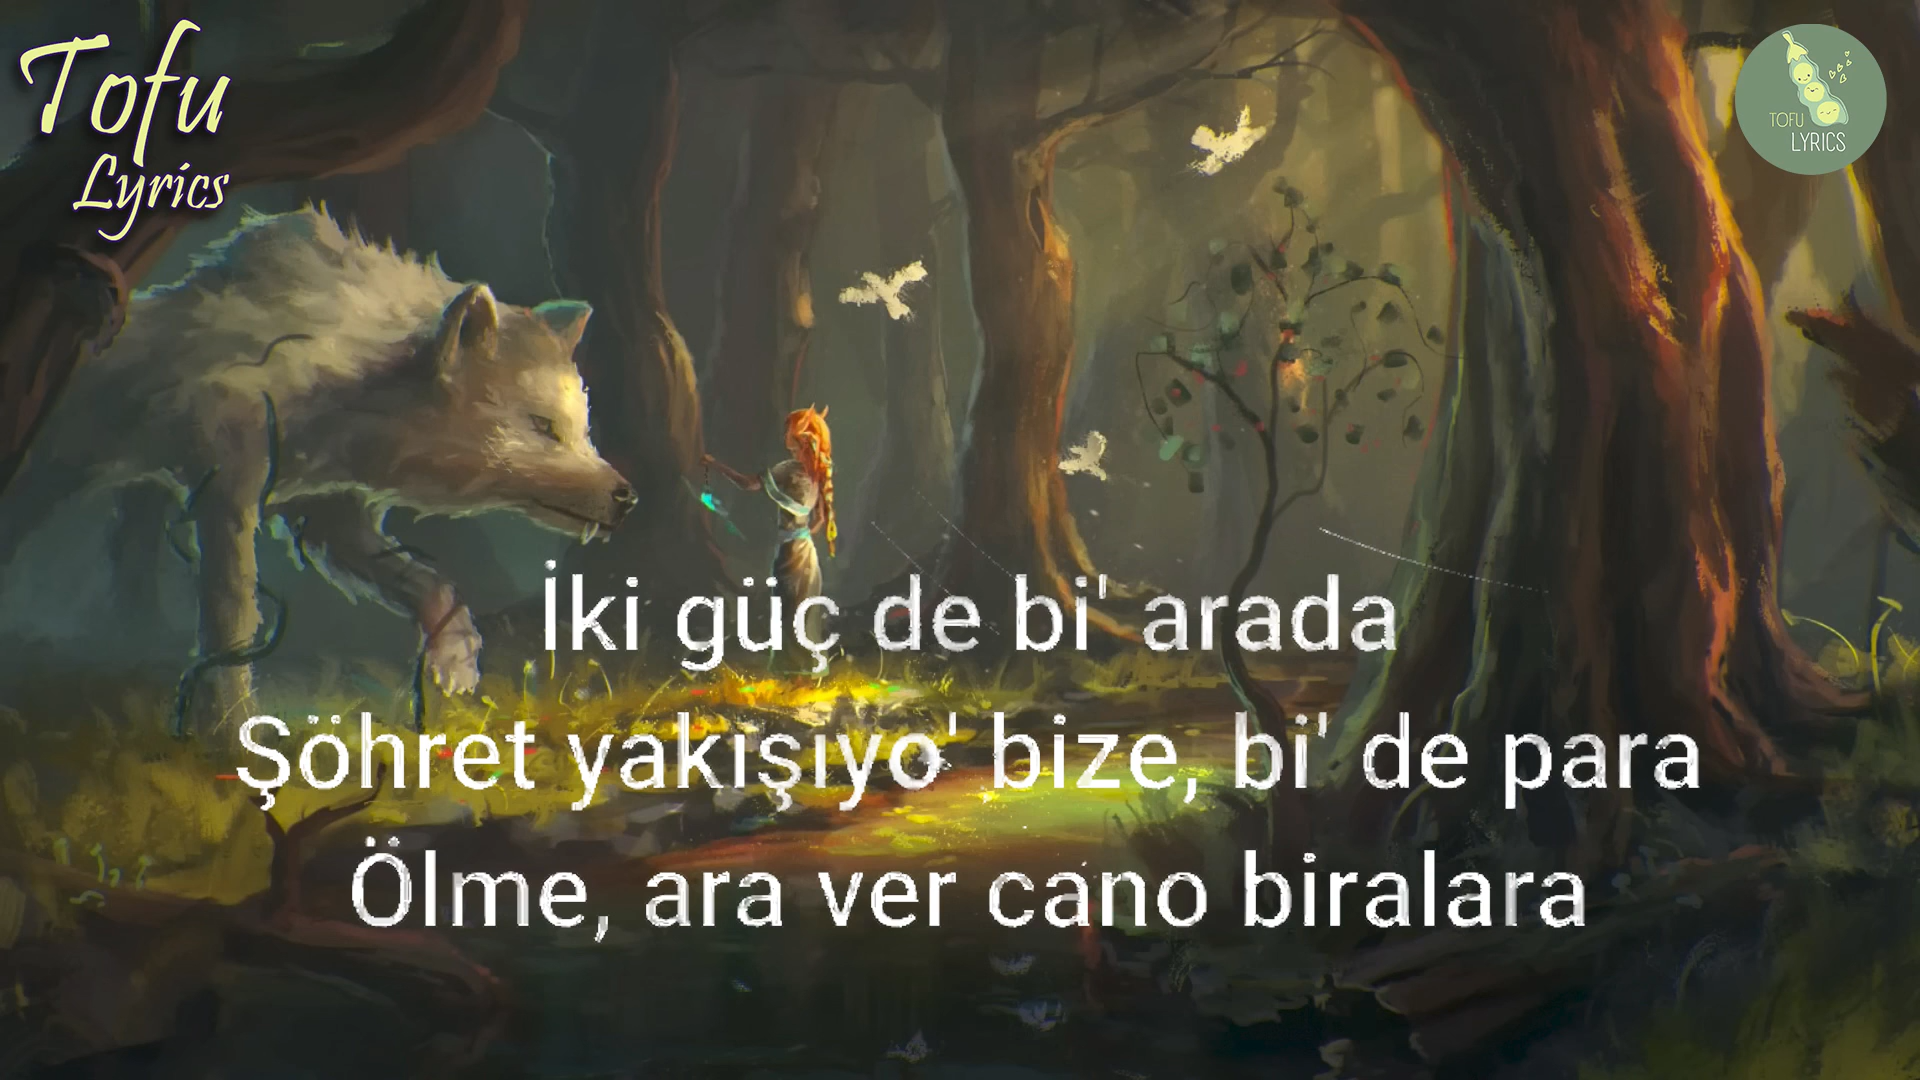 Tofu
Lyrics
TOFU
LYRICS
İki güç de bi' arada
Şöhret yakışıyo' bize, bi' de para
Ölme, ara ver cano biralara